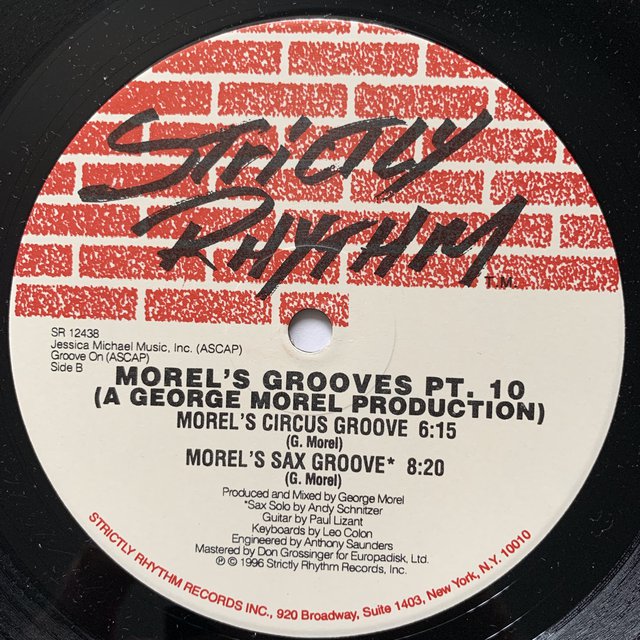 STRICTLY
RHYTHM
T.M.
SR 12438
Jessica Michael Music, Inc. (ASCAP)
Groove On (ASCAP)
Side B
MOREL'S GROOVES PT. 10
(A GEORGE MOREL PRODUCTION)
MOREL'S CIRCUS GROOVE 6:15
(G. Morel)
MOREL'S SAX GROOVE* 8:20
(G. Morel)
Produced and Mixed by George Morel
*Sax Solo by Andy Schnitzer
Guitar by Paul Lizant
Keyboards by Leo Colon
Engineered by Anthony Saunders
Mastered by Don Grossinger for Europadisk, Ltd.
℗ © 1996 Strictly Rhythm Records, Inc.
STRICTLY RHYTHM RECORDS INC., 920 Broadway, Suite 1403, New York, N.Y. 10010